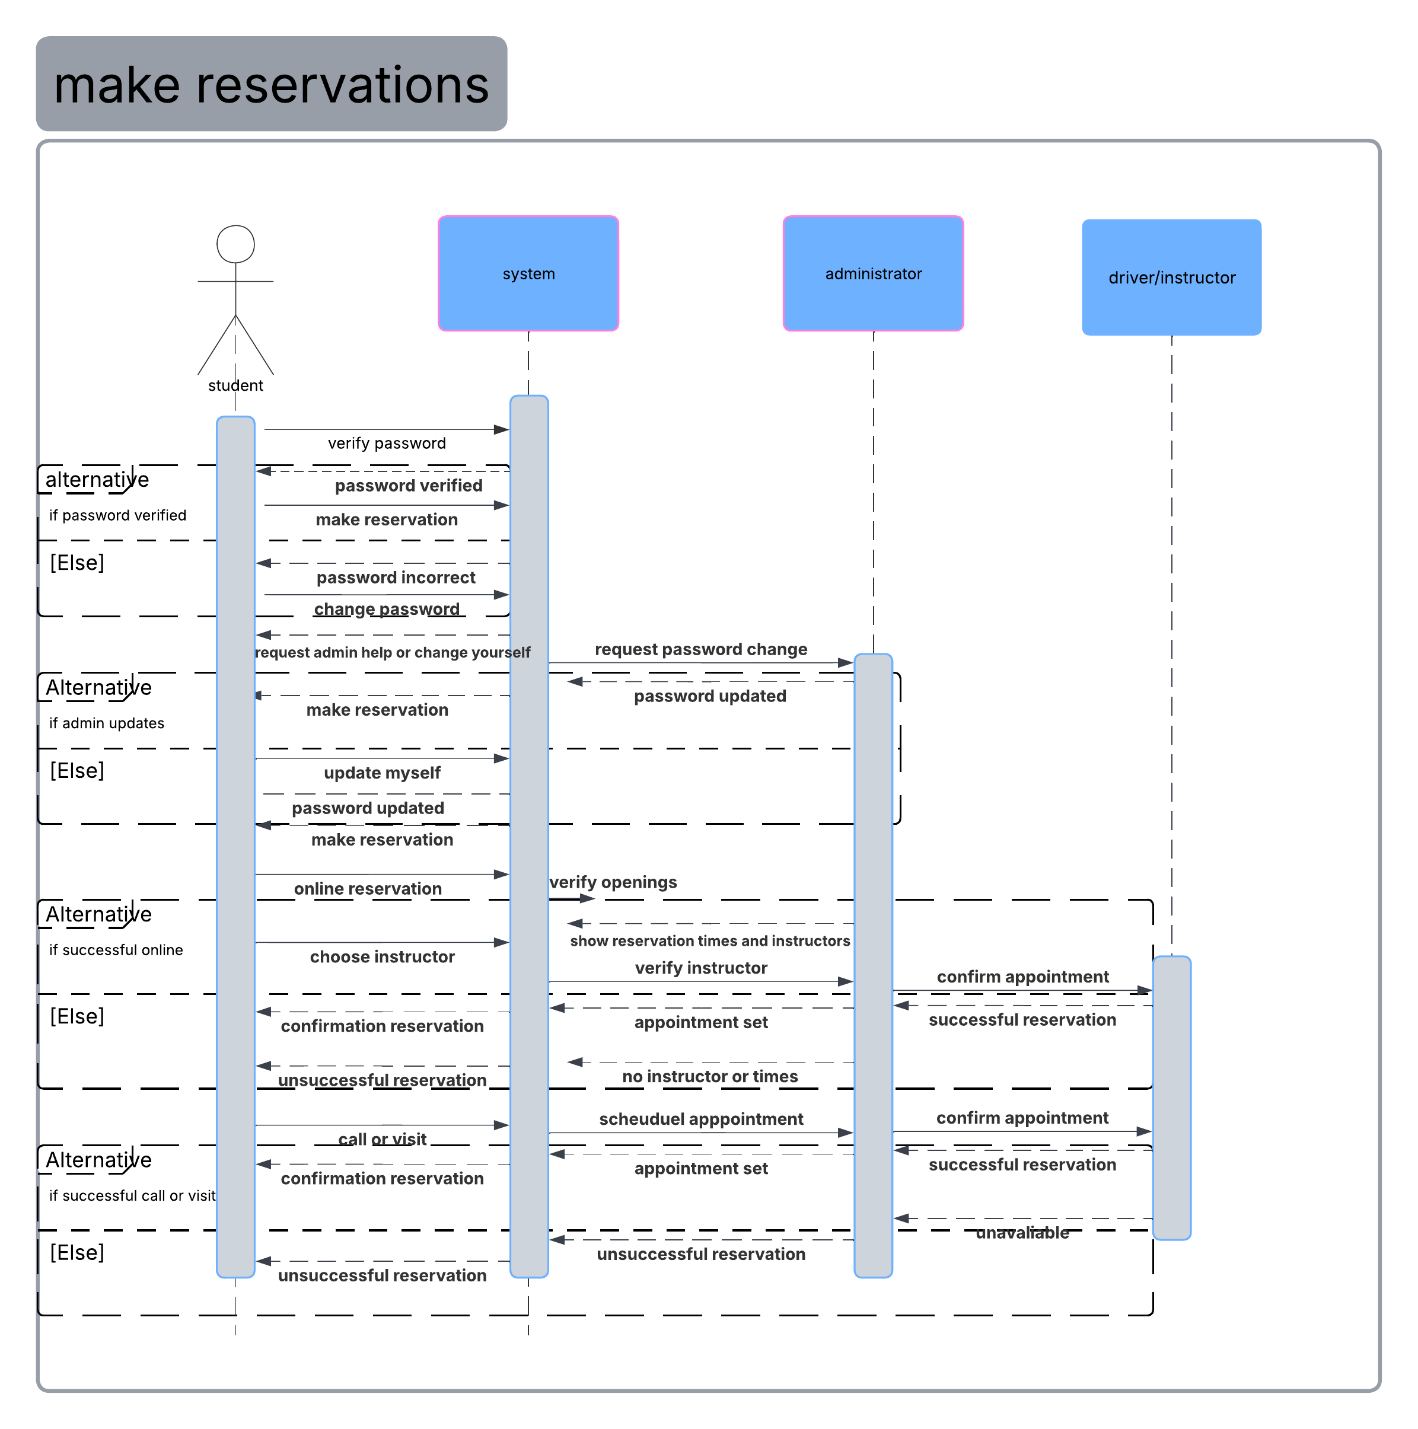 make reservations
system
administrator
driver/instructor
student
verify password
alternative
password verified
if password verified
make reservation
[Else]
password incorrect
change password
request admin help or change yourself
request password change
Alternative
password updated
make reservation
if admin updates
[Else]
update myself
password updated
make reservation
online reservation
verify openings
Alternative
show reservation times and instructors
if successful online
choose instructor
verify instructor
confirm appointment
[Else]
confirmation reservation
appointment set
successful reservation
unsuccessful reservation
no instructor or times
call or visit
scheuduel apppointment
confirm appointment
Alternative
confirmation reservation
appointment set
successful reservation
if successful call or visit
unavaliable
[Else]
unsuccessful reservation
unsuccessful reservation